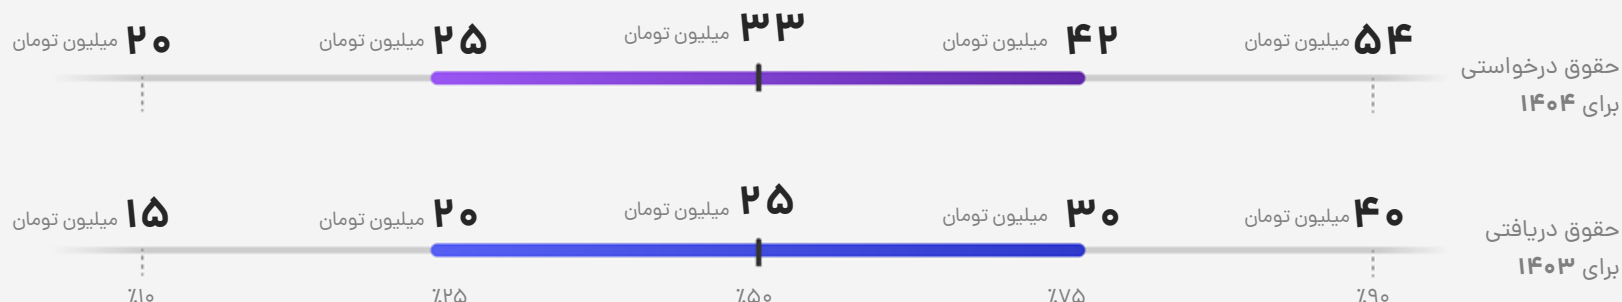 حقوق درخواستی
برای ۱۴۰۴
۵۴ میلیون تومان
۴۲ میلیون تومان
۳۳ میلیون تومان
۲۵ میلیون تومان
۲۰ میلیون تومان
حقوق دریافتی
برای ۱۴۰۳
۴۰ میلیون تومان
۳۰ میلیون تومان
۲۵ میلیون تومان
۲۰ میلیون تومان
۱۵ میلیون تومان
٪۹۰
٪۷۵
٪۵۰
٪۲۵
٪۱۰